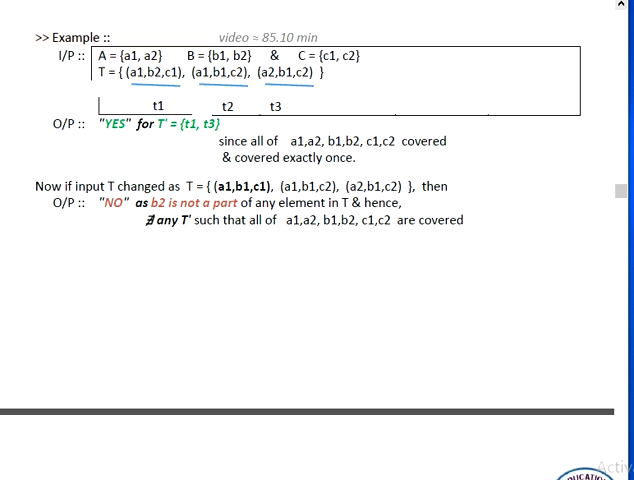 >> Example :: video ≈ 85.10 min
I/P :: A = {a1, a2} B = {b1, b2} & C = {c1, c2}
T = { (a1,b2,c1), (a1,b1,c2), (a2,b1,c2) }
t1 t2 t3
O/P :: "YES" for T' = {t1, t3}
since all of a1,a2, b1,b2, c1,c2 covered
& covered exactly once.
Now if input T changed as T = { (a1,b1,c1), (a1,b1,c2), (a2,b1,c2) }, then
O/P :: "NO" as b2 is not a part of any element in T & hence,
∄ any T' such that all of a1,a2, b1,b2, c1,c2 are covered